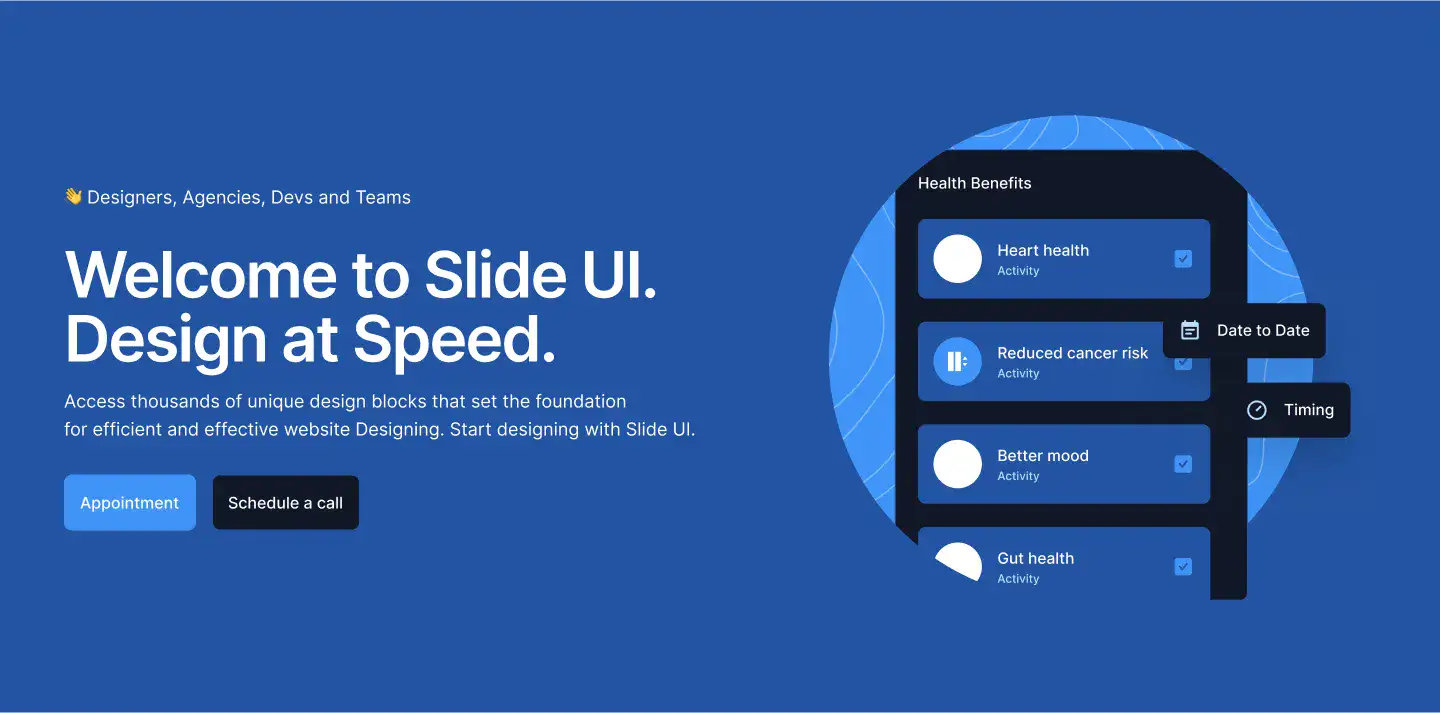 👋 Designers, Agencies, Devs and Teams
Welcome to Slide UI.
Design at Speed.
Access thousands of unique design blocks that set the foundation
for efficient and effective website Designing. Start designing with Slide UI.
Appointment
Schedule a call
Health Benefits
Heart health
Activity
Date to Date
Reduced cancer risk
Activity
Timing
Better mood
Activity
Gut health
Activity